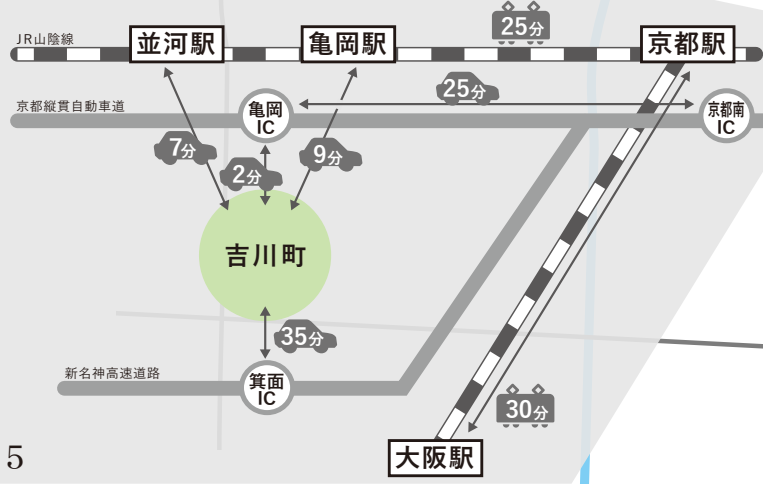 25分
JR山陰線
並河駅
亀岡駅
京都駅
25分
京都縦貫自動車道
亀岡
IC
京都南
IC
7分
2分
9分
吉川町
35分
新名神高速道路
箕面
IC
30分
大阪駅
5